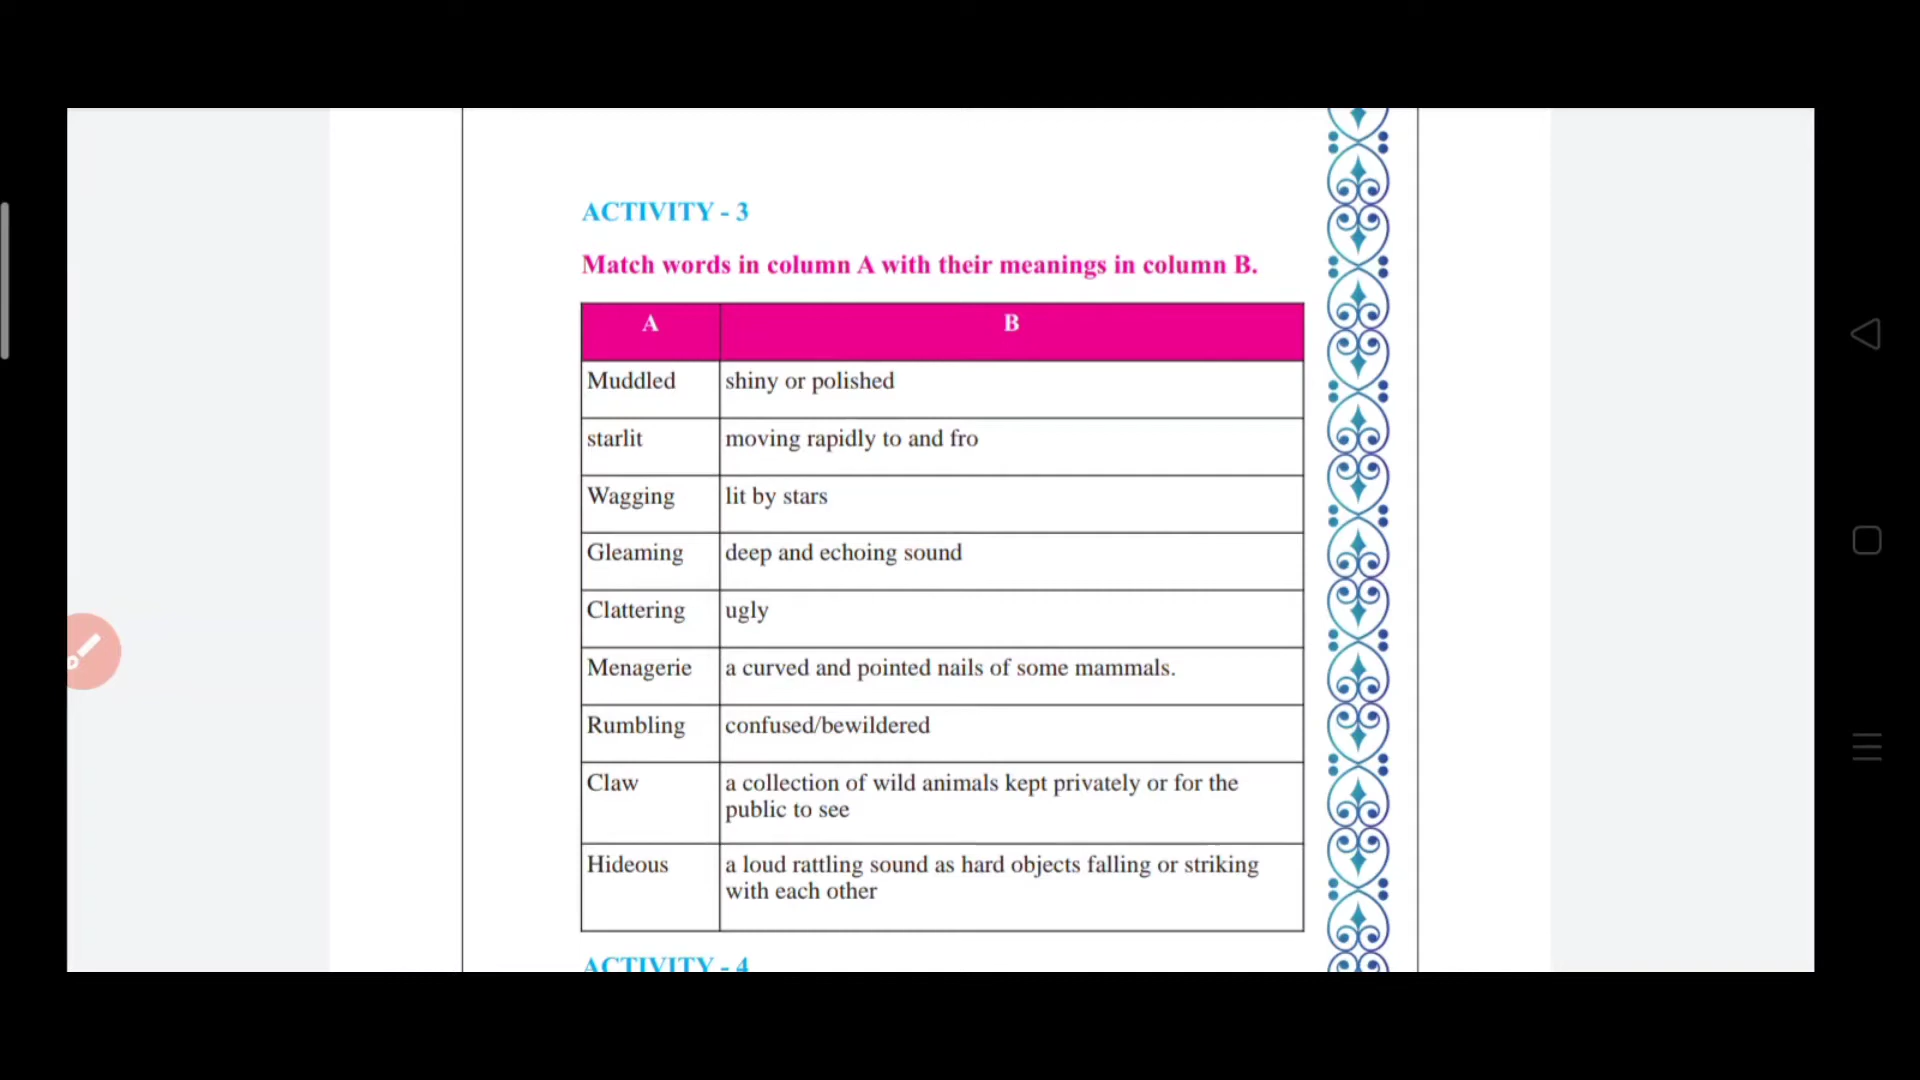 ACTIVITY - 3
Match words in column A with their meanings in column B.
A B
Muddled shiny or polished
starlit moving rapidly to and fro
Wagging lit by stars
Gleaming deep and echoing sound
Clattering ugly
Menagerie a curved and pointed nails of some mammals.
Rumbling confused/bewildered
Claw a collection of wild animals kept privately or for the
public to see
Hideous a loud rattling sound as hard objects falling or striking
with each other
ACTIVITY - 4